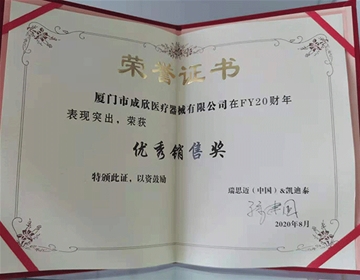 荣誉证书
厦门市成欣医疗器械有限公司在FY20财年
表现突出，荣获
优秀销售奖
特颁此证，以资鼓励
瑞思迈（中国）&凯迪泰
2020年8月